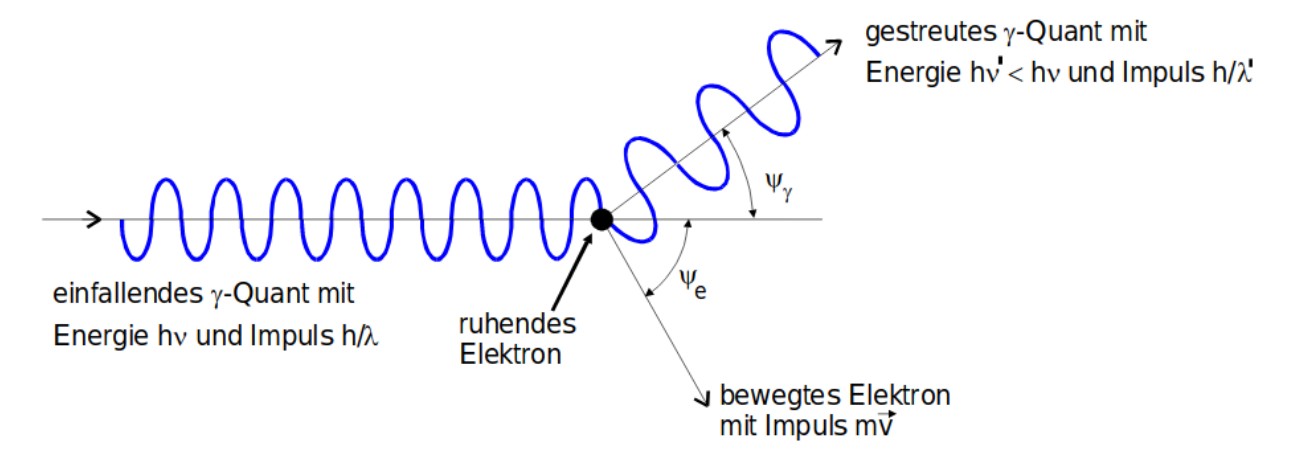 gestreutes γ-Quant mit
Energie hν' < hν und Impuls h/λ'
ψγ
ψe
einfallendes γ-Quant mit
Energie hν und Impuls h/λ
ruhendes
Elektron
bewegtes Elektron
mit Impuls mv⃗